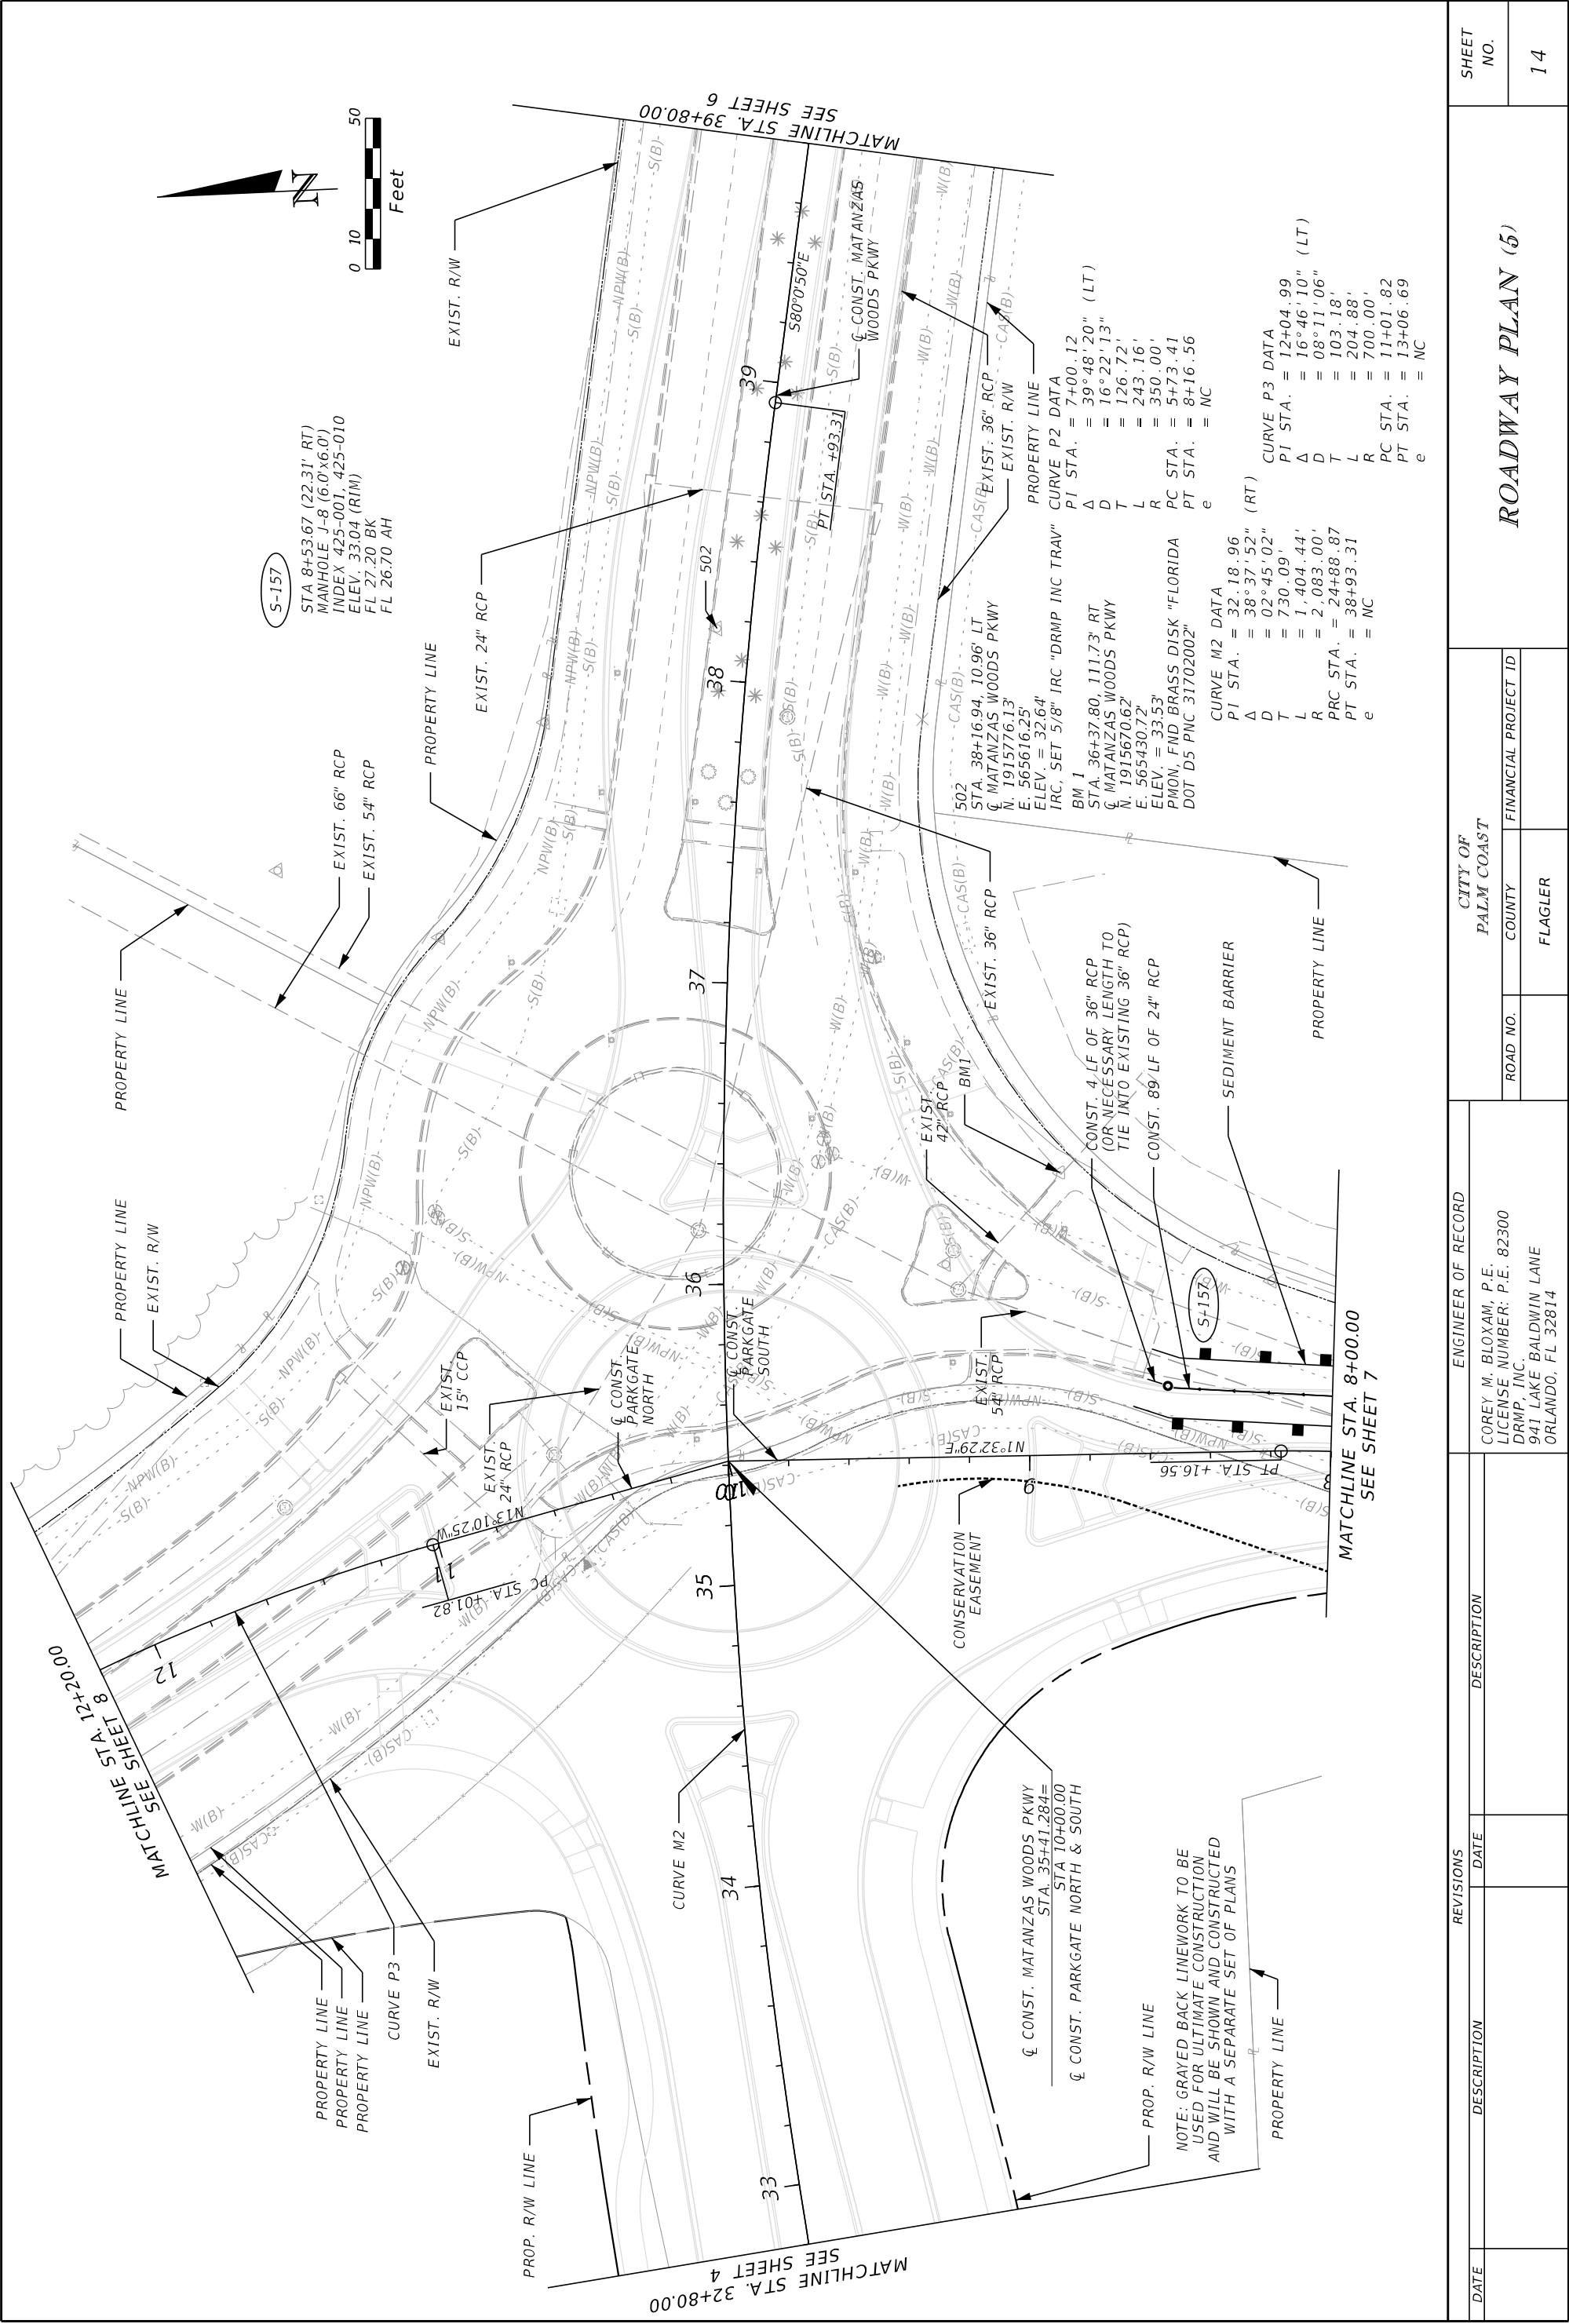 MATCHLINE STA. 39+80.00
SEE SHEET 6
N
0 10 50
Feet
EXIST. R/W
S-157
STA 8+53.67 (22.31' RT)
MANHOLE J-8 (6.0'x6.0')
INDEX 425-001, 425-010
ELEV. 33.04 (RIM)
FL 27.20 BK
FL 26.70 AH
EXIST. 24" RCP
PROPERTY LINE
EXIST. 66" RCP
EXIST. 54" RCP
PROPERTY LINE
PROPERTY LINE
EXIST. R/W
502
S80°0'50"E
℄ CONST. MATANZAS
WOODS PKWY
PT STA. +93.31
39
38
37
36
35
34
33
EXIST. 36" RCP
EXIST. R/W
PROPERTY LINE
502
STA. 38+16.94, 10.96' LT
℄ MATANZAS WOODS PKWY
N. 1915776.13'
E. 565616.25'
ELEV. = 32.64'
IRC, SET 5/8" IRC "DRMP INC TRAV"
BM 1
STA. 36+37.80, 111.73' RT
℄ MATANZAS WOODS PKWY
N. 1915670.62'
E. 565430.72'
ELEV. = 33.53'
PMON, FND BRASS DISK "FLORIDA
DOT D5 PNC 31702002"
CURVE P2 DATA
PI STA. = 7+00.12
Δ = 39°48'20" (LT)
D = 16°22'13"
T = 126.72'
L = 243.16'
R = 350.00'
PC STA. = 5+73.41
PT STA. = 8+16.56
e = NC
CURVE M2 DATA
PI STA. = 32.18.96
Δ = 38°37'52" (RT)
D = 02°45'02"
T = 730.09'
L = 1,404.44'
R = 2,083.00'
PRC STA. = 24+88.87
PT STA. = 38+93.31
e = NC
CURVE P3 DATA
PI STA. = 12+04.99
Δ = 16°46'10" (LT)
D = 08°11'06"
T = 103.18'
L = 204.88'
R = 700.00'
PC STA. = 11+01.82
PT STA. = 13+06.69
e = NC
EXIST. 36" RCP
PROPERTY LINE
EXIST.
42" RCP
BM1
CONST. 4 LF OF 36" RCP
(OR NECESSARY LENGTH TO
TIE INTO EXISTING 36" RCP)
CONST. 89 LF OF 24" RCP
SEDIMENT BARRIER
S-157
EXIST.
54" RCP
EXIST.
15" CCP
EXIST.
24" RCP
℄ CONST.
PARKGATE
NORTH
℄ CONST.
PARKGATE
SOUTH
N13°10'25"W
PC STA. +01.82
11
12
10
N1°32'29"E
9
PT STA. +16.56
8
MATCHLINE STA. 8+00.00
SEE SHEET 7
CONSERVATION
EASEMENT
MATCHLINE STA. 12+20.00
SEE SHEET 8
PROPERTY LINE
PROPERTY LINE
PROPERTY LINE
CURVE P3
EXIST. R/W
CURVE M2
℄ CONST. MATANZAS WOODS PKWY
STA. 35+41.284=
STA 10+00.00
℄ CONST. PARKGATE NORTH & SOUTH
PROP. R/W LINE
PROP. R/W LINE
NOTE: GRAYED BACK LINEWORK TO BE
USED FOR ULTIMATE CONSTRUCTION
AND WILL BE SHOWN AND CONSTRUCTED
WITH A SEPARATE SET OF PLANS
PROPERTY LINE
MATCHLINE STA. 32+80.00
SEE SHEET 4
NPW(B)
S(B)
W(B)
CAS(B)
REVISIONS
DATE
DESCRIPTION
DATE
DESCRIPTION
ENGINEER OF RECORD
COREY M. BLOXAM, P.E.
LICENSE NUMBER: P.E. 82300
DRMP, INC.
941 LAKE BALDWIN LANE
ORLANDO, FL 32814
CITY OF
PALM COAST
ROAD NO.
COUNTY
FINANCIAL PROJECT ID
FLAGLER
ROADWAY PLAN (5)
SHEET
NO.
14